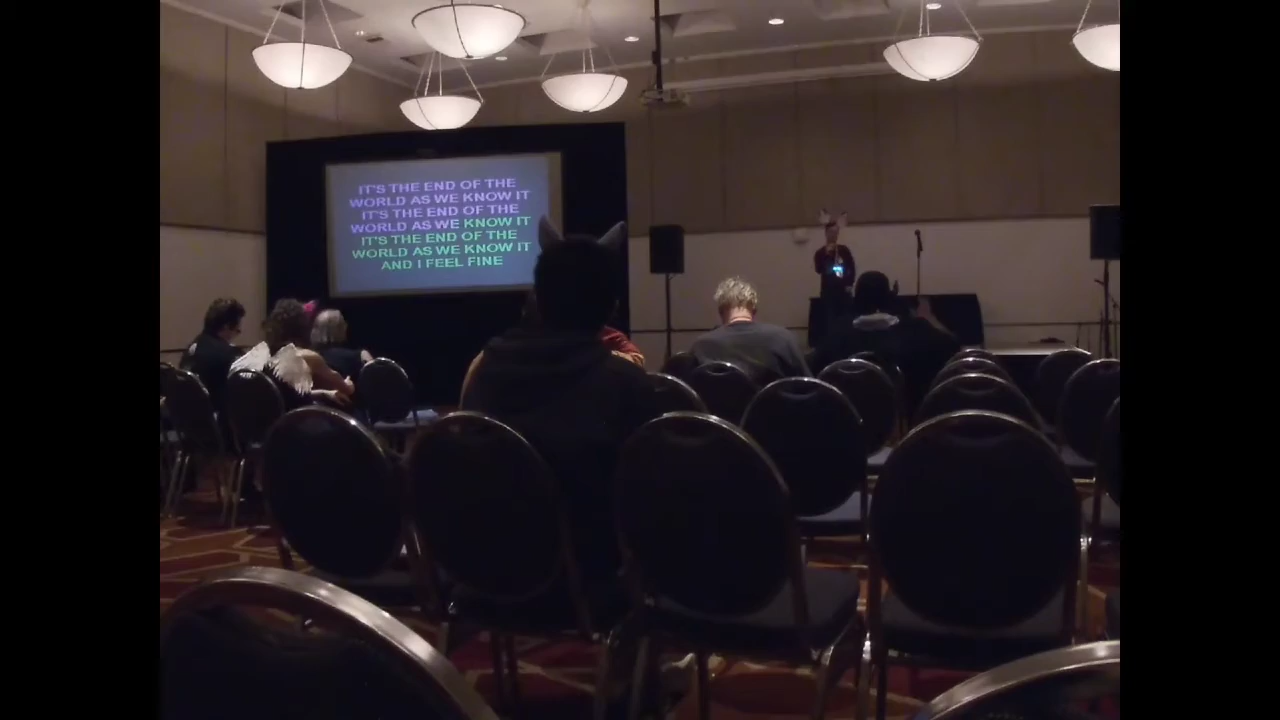 IT'S THE END OF THE
WORLD AS WE KNOW IT
IT'S THE END OF THE
WORLD AS WE KNOW IT
IT'S THE END OF THE
WORLD AS WE KNOW IT
AND I FEEL FINE